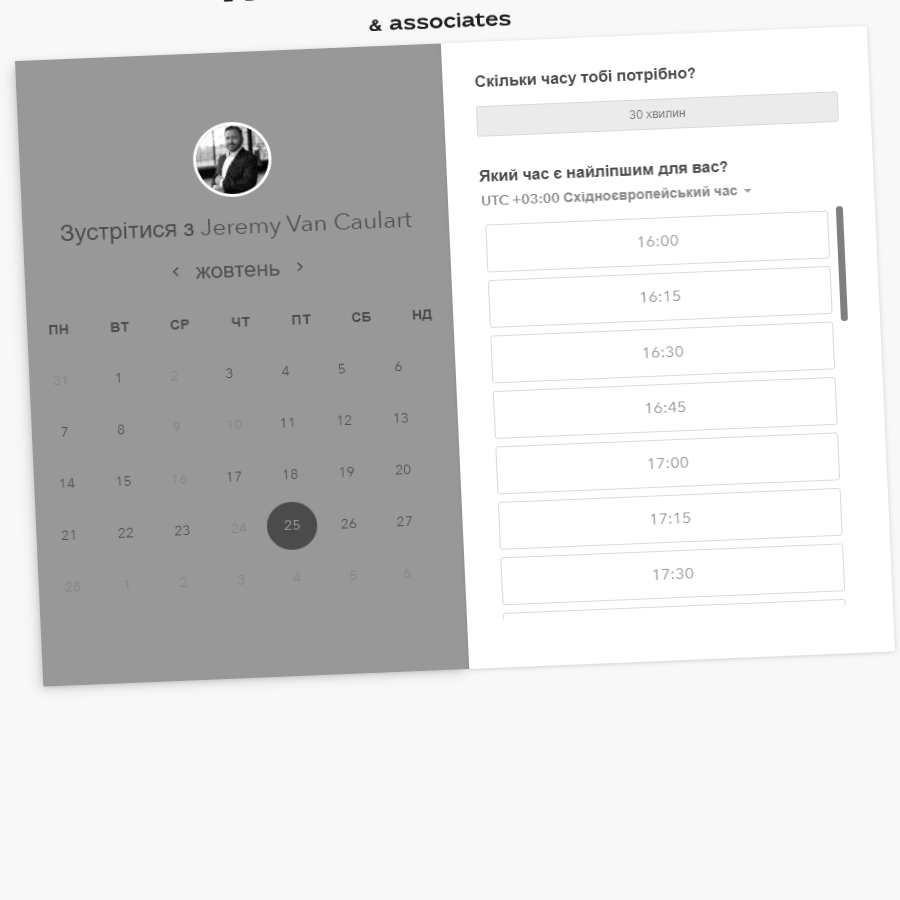 & associates
Зустрітися з Jeremy Van Caulart
жовтень
ПН ВТ СР ЧТ ПТ СБ НД
31 1 2 3 4 5 6
7 8 9 10 11 12 13
14 15 16 17 18 19 20
21 22 23 24 25 26 27
28 1 2 3 4 5 6
Скільки часу тобі потрібно?
30 хвилин
Який час є найліпшим для вас?
UTC +03:00 Східноєвропейський час
16:00
16:15
16:30
16:45
17:00
17:15
17:30